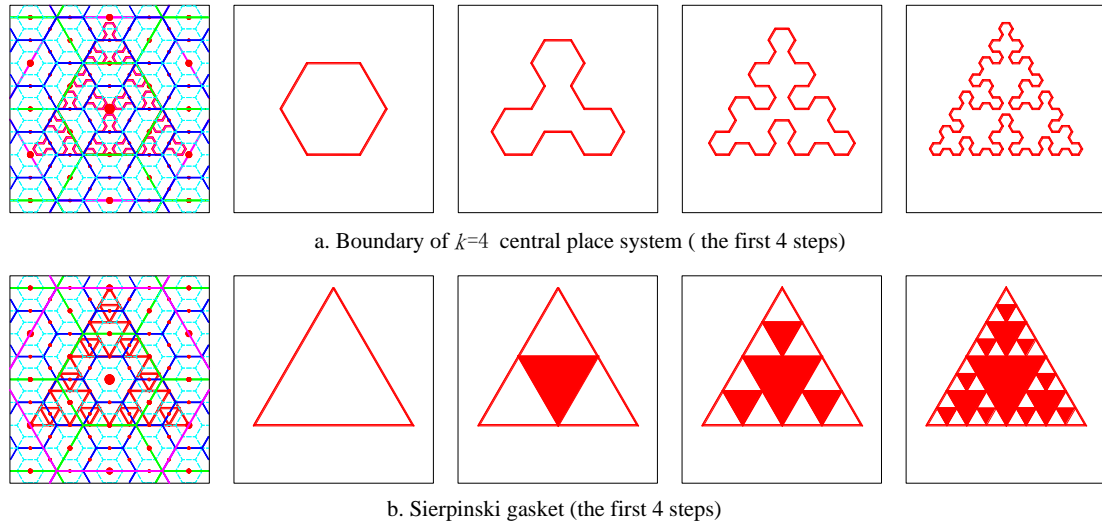 a. Boundary of k=4 central place system ( the first 4 steps)
b. Sierpinski gasket (the first 4 steps)